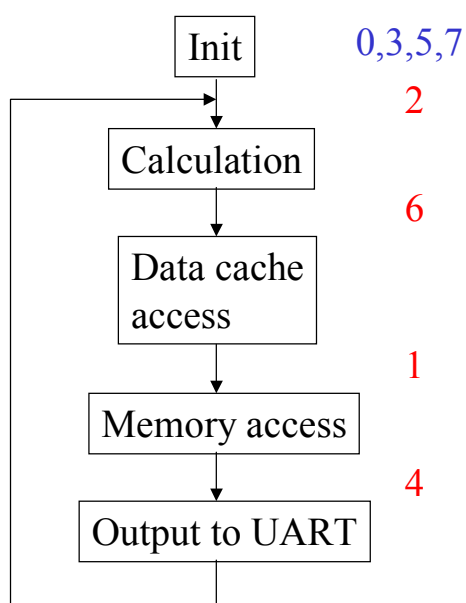 Init
0,3,5,7
2
Calculation
6
Data cache
access
1
Memory access
4
Output to UART